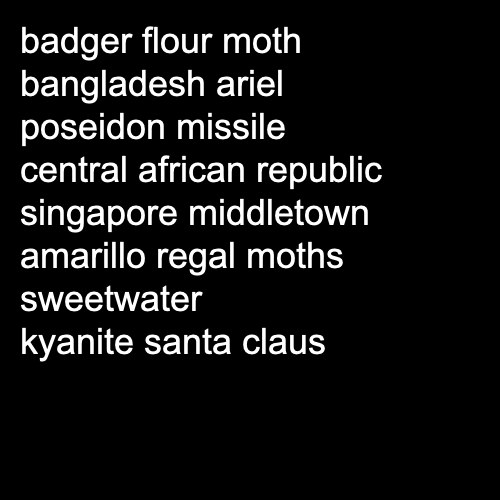 badger flour moth
bangladesh ariel
poseidon missile
central african republic
singapore middletown
amarillo regal moths
sweetwater
kyanite santa claus